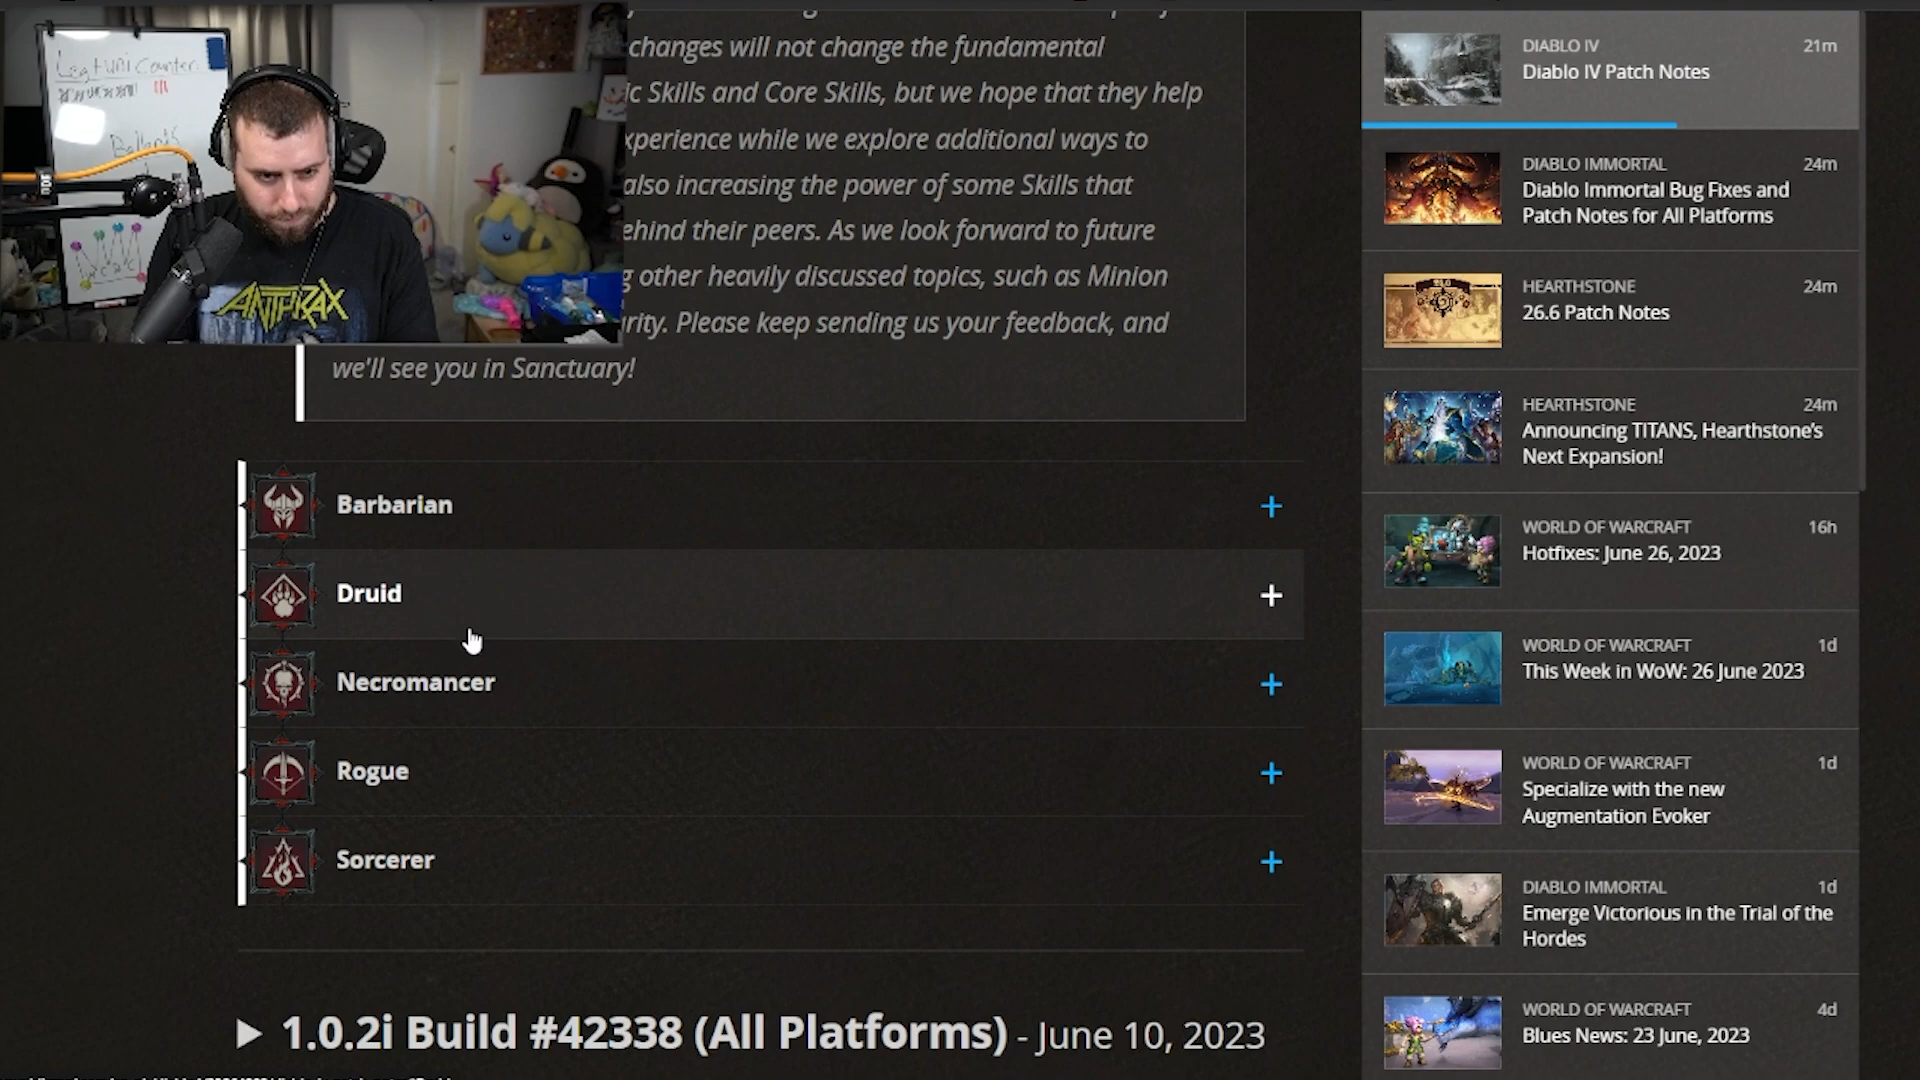 Legtuni Counter:
ANTHRAX
changes will not change the fundamental
ic Skills and Core Skills, but we hope that they help
xperience while we explore additional ways to
also increasing the power of some Skills that
ehind their peers. As we look forward to future
g other heavily discussed topics, such as Minion
rity. Please keep sending us your feedback, and
we'll see you in Sanctuary!
Barbarian
Druid
Necromancer
Rogue
Sorcerer
1.0.2i Build #42338 (All Platforms) - June 10, 2023
DIABLO IV 21m
Diablo IV Patch Notes
DIABLO IMMORTAL 24m
Diablo Immortal Bug Fixes and
Patch Notes for All Platforms
HEARTHSTONE 24m
26.6 Patch Notes
HEARTHSTONE 24m
Announcing TITANS, Hearthstone's
Next Expansion!
WORLD OF WARCRAFT 16h
Hotfixes: June 26, 2023
WORLD OF WARCRAFT 1d
This Week in WoW: 26 June 2023
WORLD OF WARCRAFT 1d
Specialize with the new
Augmentation Evoker
DIABLO IMMORTAL 1d
Emerge Victorious in the Trial of the
Hordes
WORLD OF WARCRAFT 4d
Blues News: 23 June, 2023